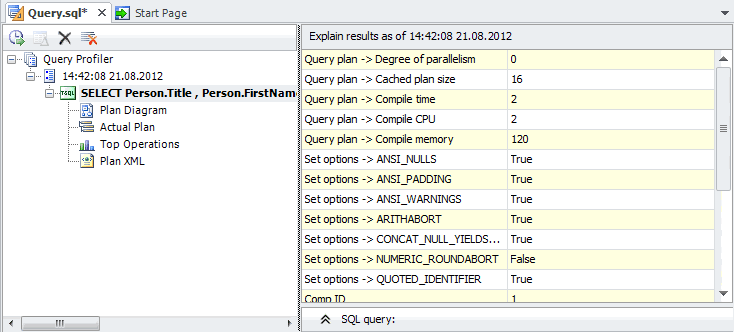 Query.sql*
Start Page
Query Profiler
14:42:08 21.08.2012
TSQL
SELECT Person.Title , Person.FirstName
Plan Diagram
Actual Plan
Top Operations
Plan XML
Explain results as of 14:42:08 21.08.2012
Query plan -> Degree of parallelism 0
Query plan -> Cached plan size 16
Query plan -> Compile time 2
Query plan -> Compile CPU 2
Query plan -> Compile memory 120
Set options -> ANSI_NULLS True
Set options -> ANSI_PADDING True
Set options -> ANSI_WARNINGS True
Set options -> ARITHABORT True
Set options -> CONCAT_NULL_YIELDS... True
Set options -> NUMERIC_ROUNDABORT False
Set options -> QUOTED_IDENTIFIER True
Comp ID 1
SQL query: